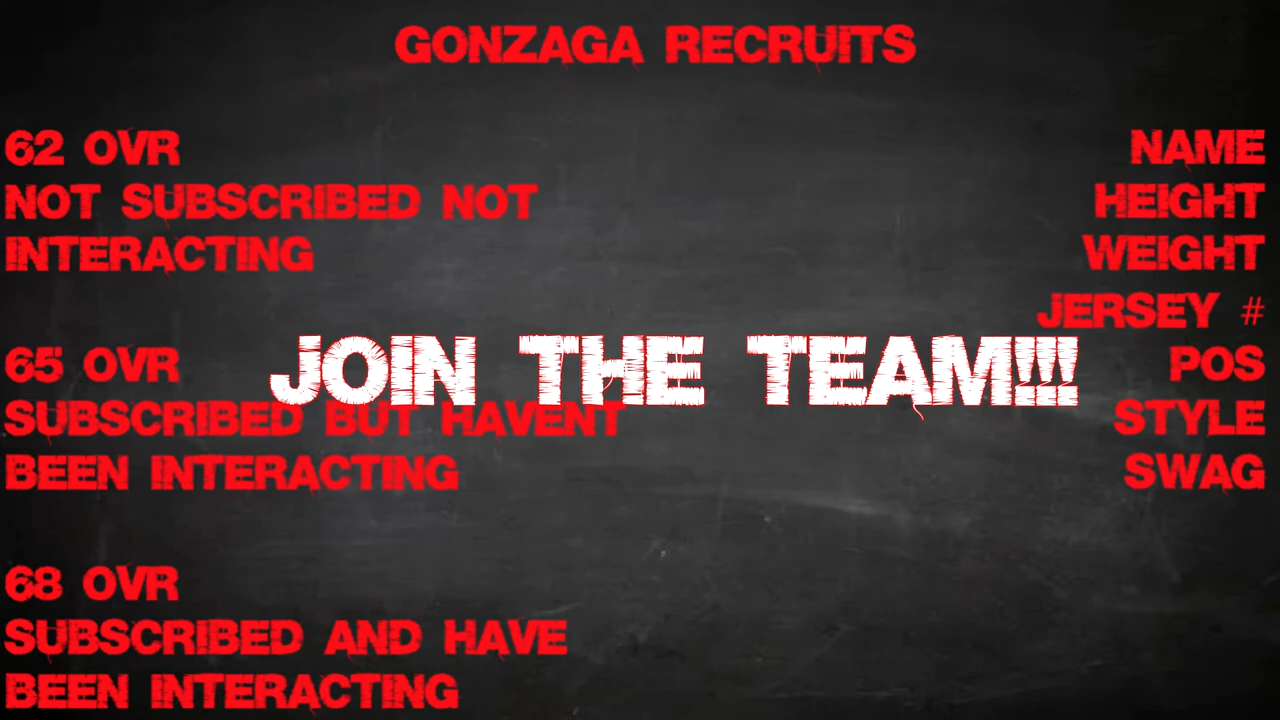 GONZAGA RECRUITS
62 OVR
NOT SUBSCRIBED NOT
INTERACTING
65 OVR
SUBSCRIBED BUT HAVENT
BEEN INTERACTING
68 OVR
SUBSCRIBED AND HAVE
BEEN INTERACTING
JOIN THE TEAM!!!
NAME
HEIGHT
WEIGHT
JERSEY #
POS
STYLE
SWAG